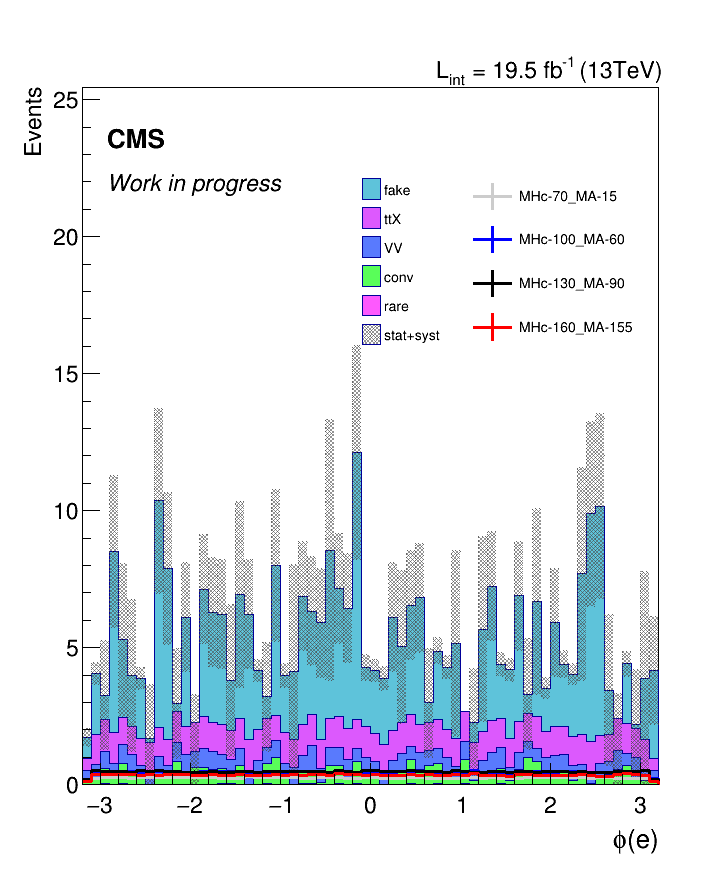 L_int = 19.5 fb^-1 (13TeV)
Events
25
CMS
Work in progress
fake
MHc-70_MA-15
ttX
20
VV
MHc-100_MA-60
conv
MHc-130_MA-90
rare
stat+syst
MHc-160_MA-155
15
10
5
0
−3 −2 −1 0 1 2 3
ϕ(e)